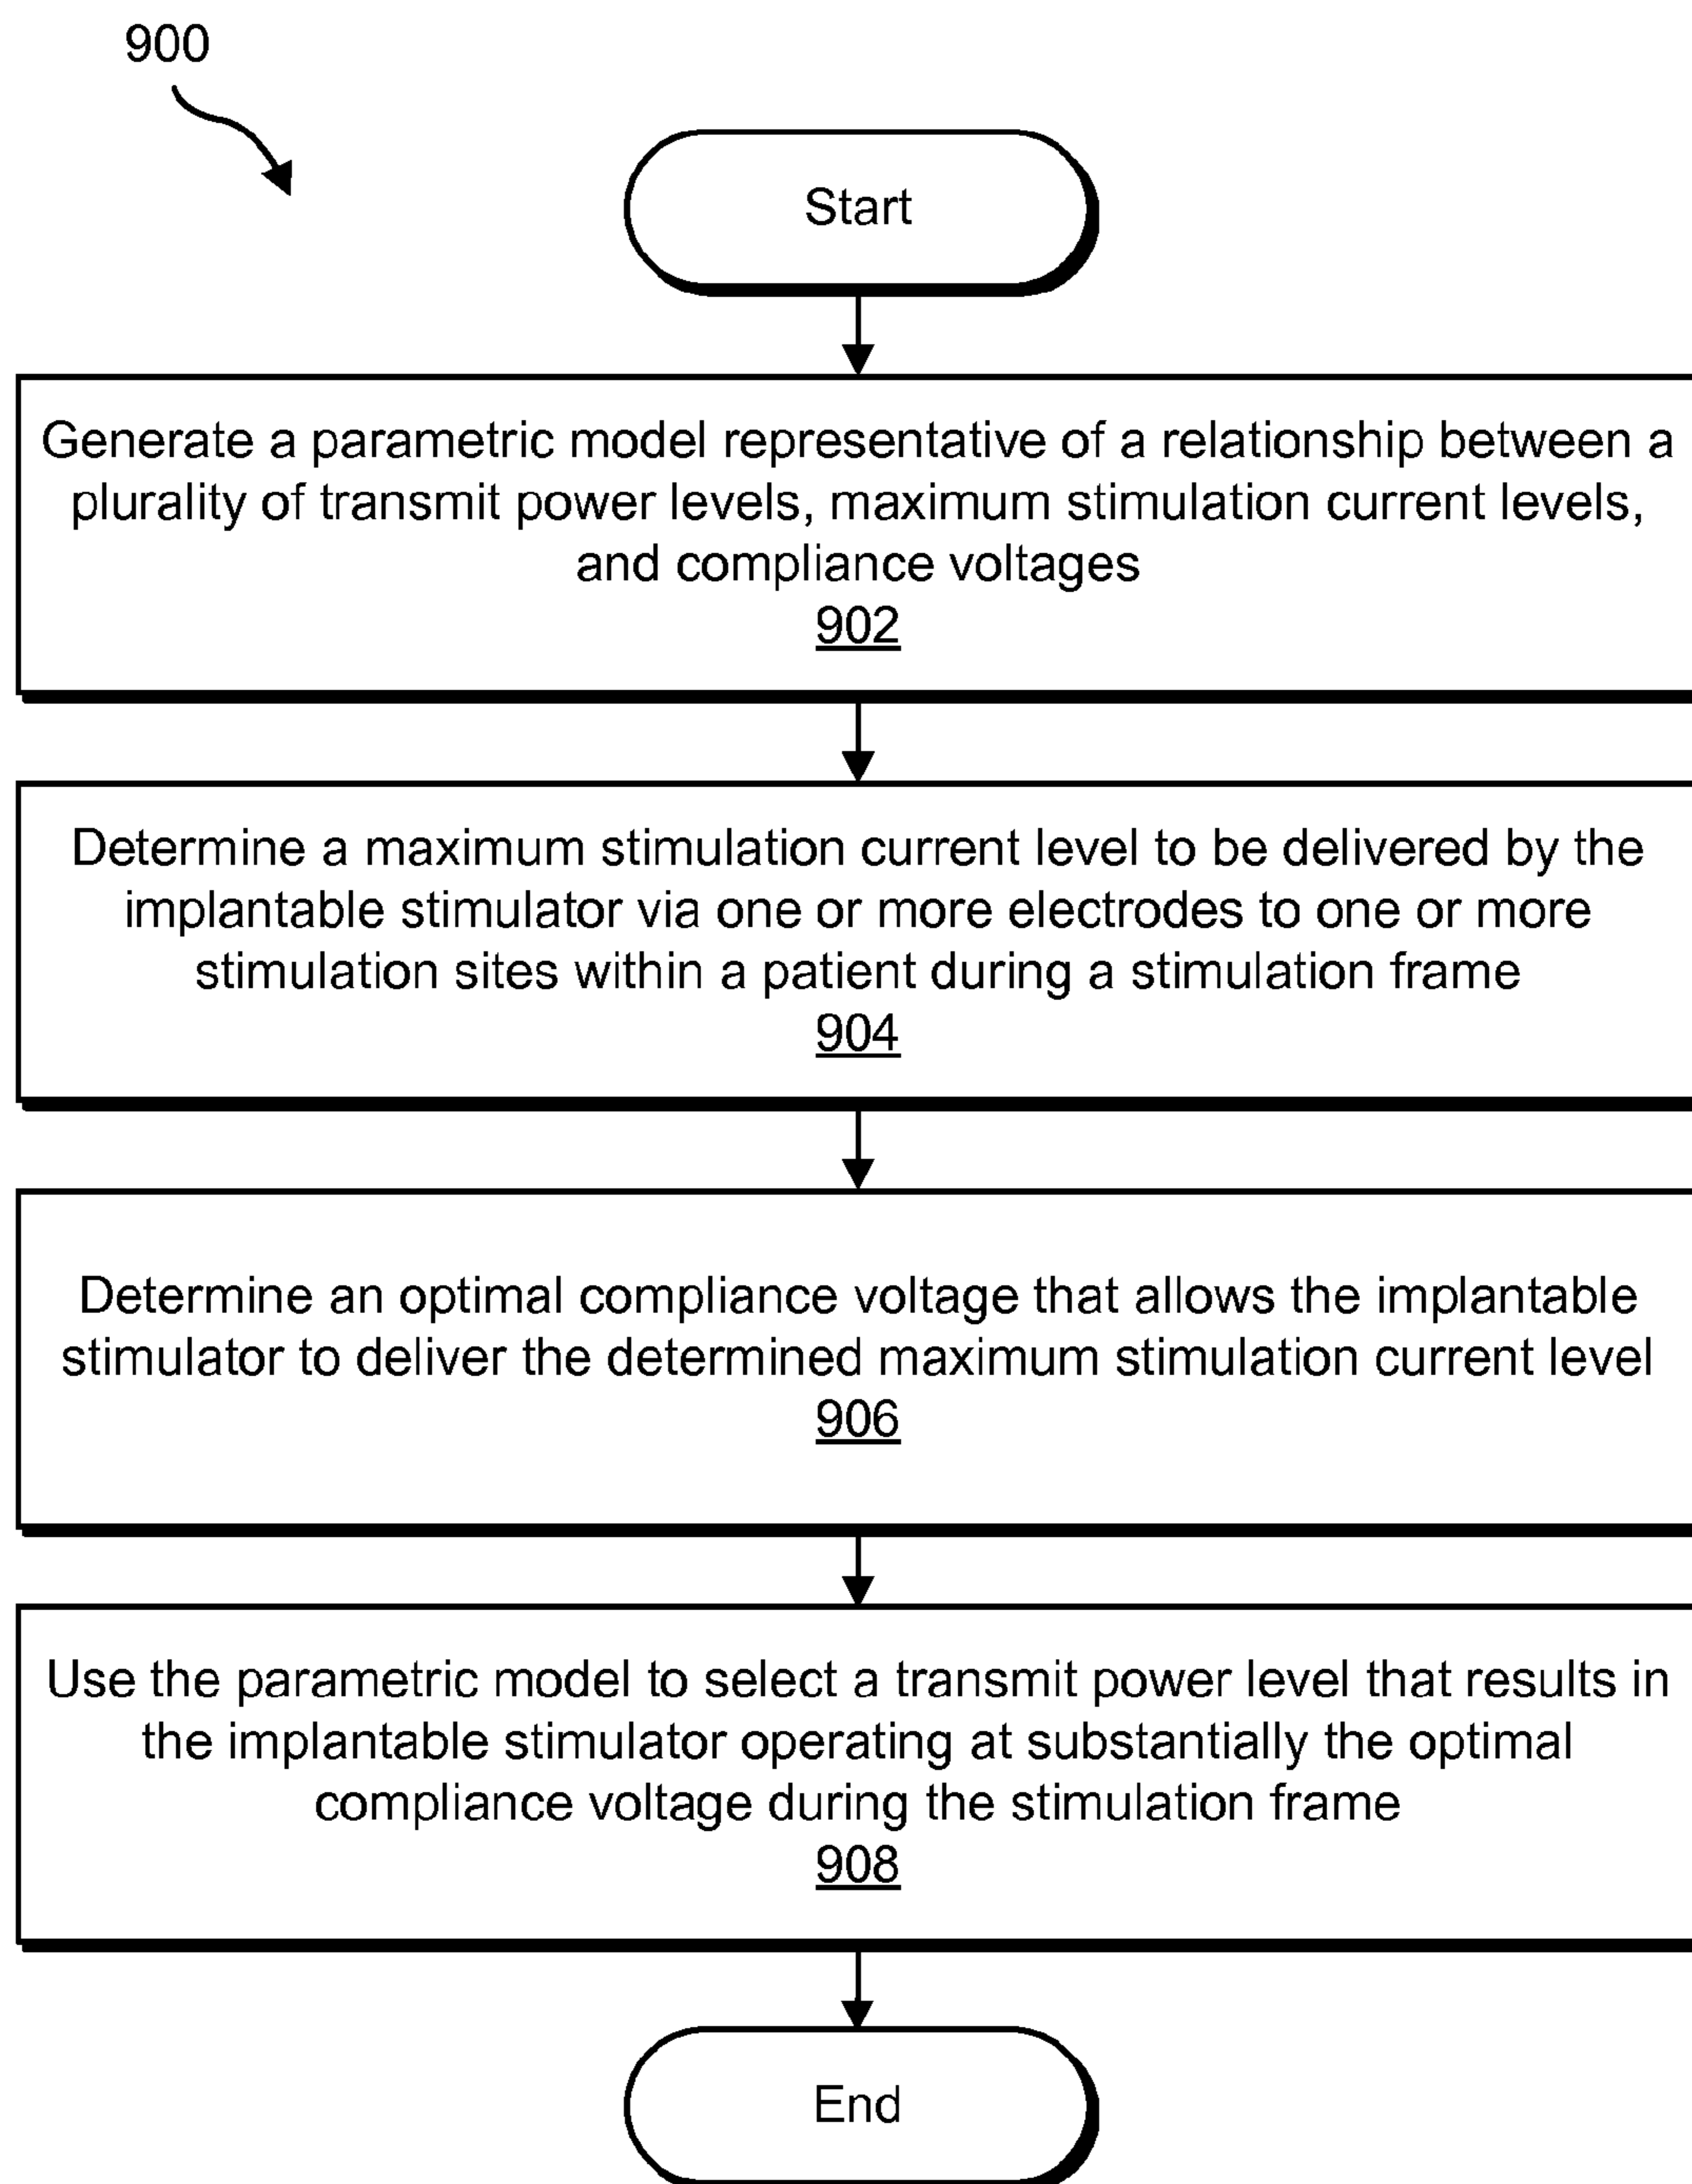 900
Start
Generate a parametric model representative of a relationship between a
plurality of transmit power levels, maximum stimulation current levels,
and compliance voltages
902
Determine a maximum stimulation current level to be delivered by the
implantable stimulator via one or more electrodes to one or more
stimulation sites within a patient during a stimulation frame
904
Determine an optimal compliance voltage that allows the implantable
stimulator to deliver the determined maximum stimulation current level
906
Use the parametric model to select a transmit power level that results in
the implantable stimulator operating at substantially the optimal
compliance voltage during the stimulation frame
908
End